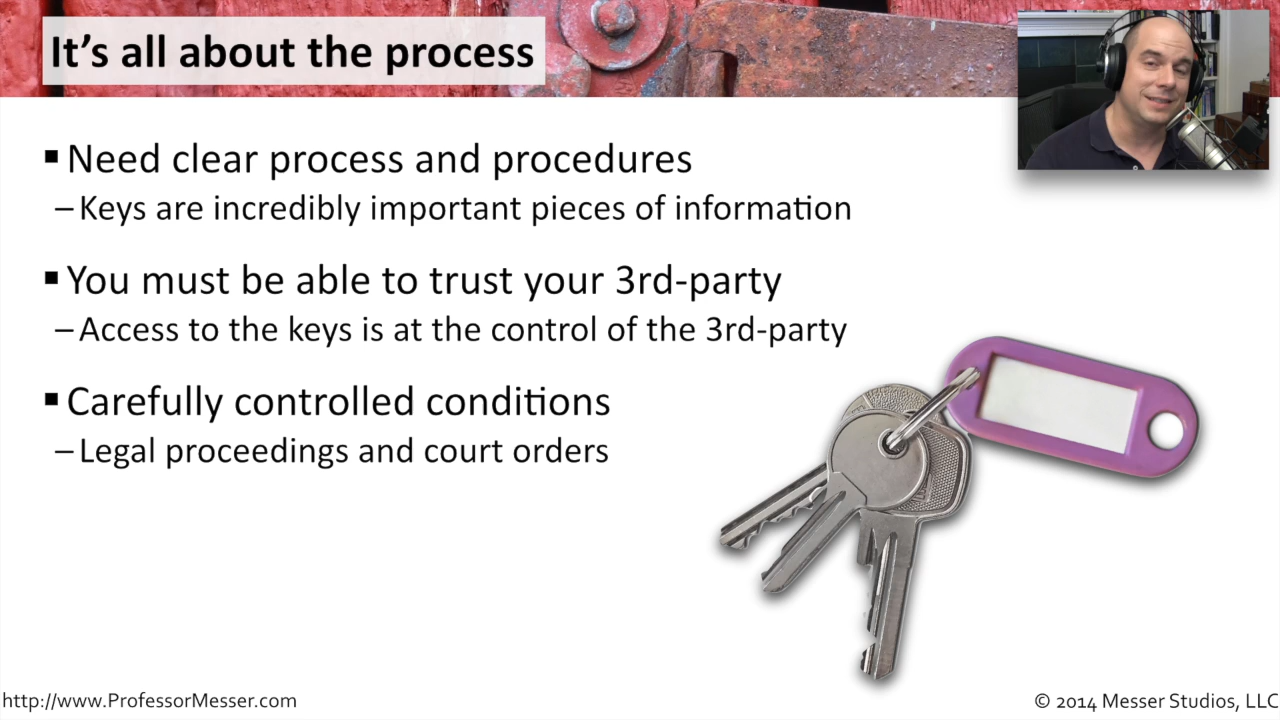 It's all about the process
▪ Need clear process and procedures
– Keys are incredibly important pieces of information
▪ You must be able to trust your 3rd-party
– Access to the keys is at the control of the 3rd-party
▪ Carefully controlled conditions
– Legal proceedings and court orders
http://www.ProfessorMesser.com
© 2014 Messer Studios, LLC